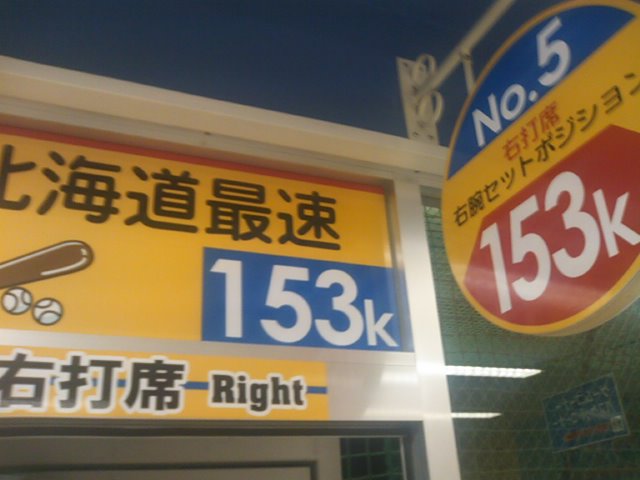 北海道最速
153k
右打席 Right
No.5
右打席
右腕セットポジション
153k